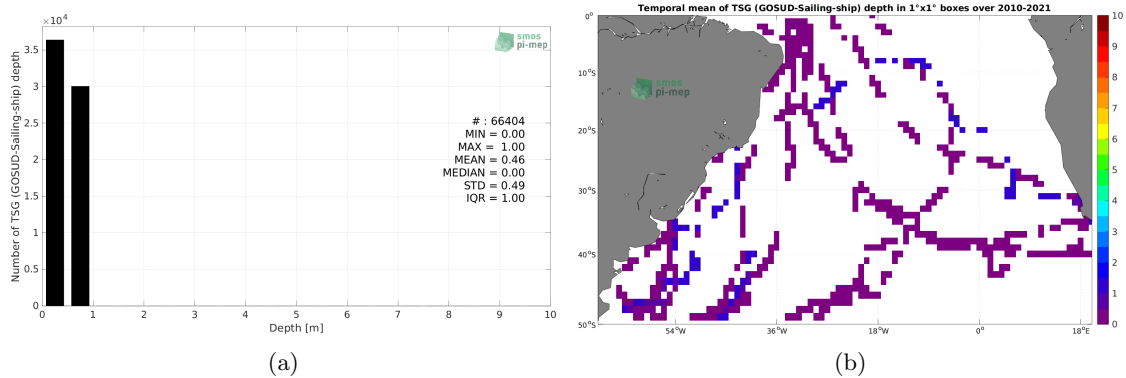 ×10⁴
3.5
3
2.5
2
1.5
1
0.5
0
Number of TSG (GOSUD-Sailing-ship) depth
smos
pi-mep
# : 66404
MIN = 0.00
MAX = 1.00
MEAN = 0.46
MEDIAN = 0.00
STD = 0.49
IQR = 1.00
0 1 2 3 4 5 6 7 8 9 10
Depth [m]
(a)
Temporal mean of TSG (GOSUD-Sailing-ship) depth in 1°x1° boxes over 2010-2021
0°
10°S
20°S
30°S
40°S
50°S
smos
pi-mep
54°W 36°W 18°W 0° 18°E
10
9
8
7
6
5
4
3
2
1
0
(b)